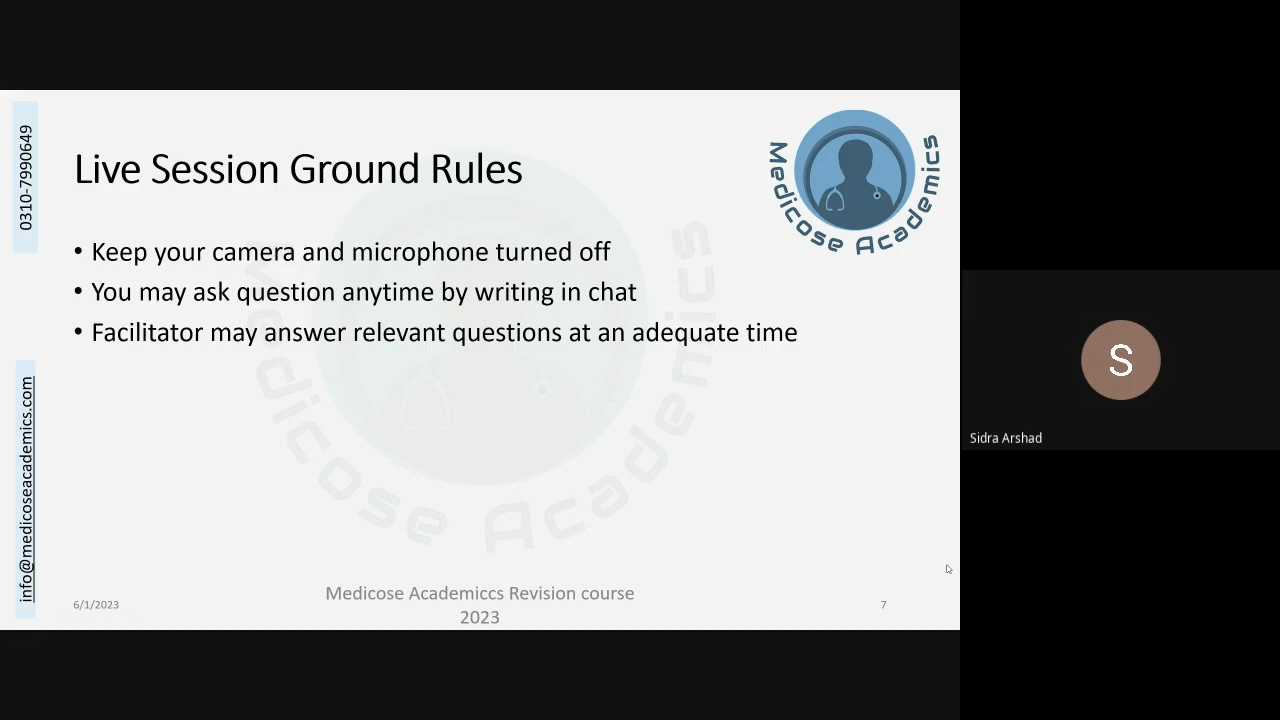 0310-7990649
info@medicoseacademics.com
Live Session Ground Rules
• Keep your camera and microphone turned off
• You may ask question anytime by writing in chat
• Facilitator may answer relevant questions at an adequate time
Medicose Academics
Medicose Academics
6/1/2023
Medicose Academiccs Revision course
2023
7
S
Sidra Arshad